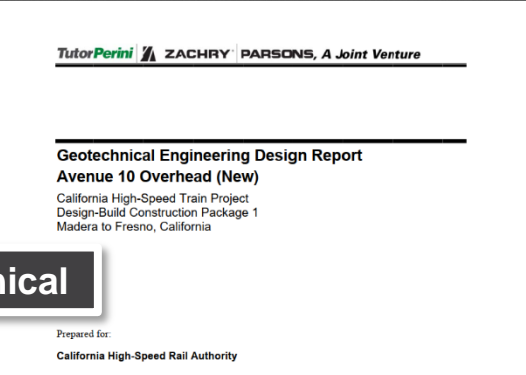 TutorPerini ZACHRY PARSONS, A Joint Venture
Geotechnical Engineering Design Report
Avenue 10 Overhead (New)
California High-Speed Train Project
Design-Build Construction Package 1
Madera to Fresno, California
Prepared for:
California High-Speed Rail Authority